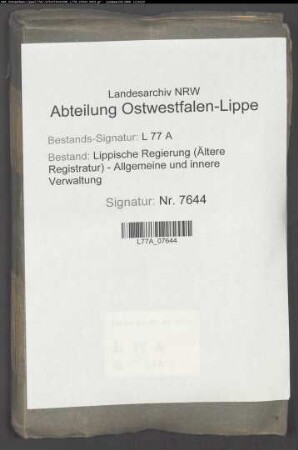 Landesarchiv NRW
Abteilung Ostwestfalen-Lippe
Bestands-Signatur: L 77 A
Bestand: Lippische Regierung (Ältere
Registratur) - Allgemeine und innere
Verwaltung
Signatur: Nr. 7644
L77A_07644